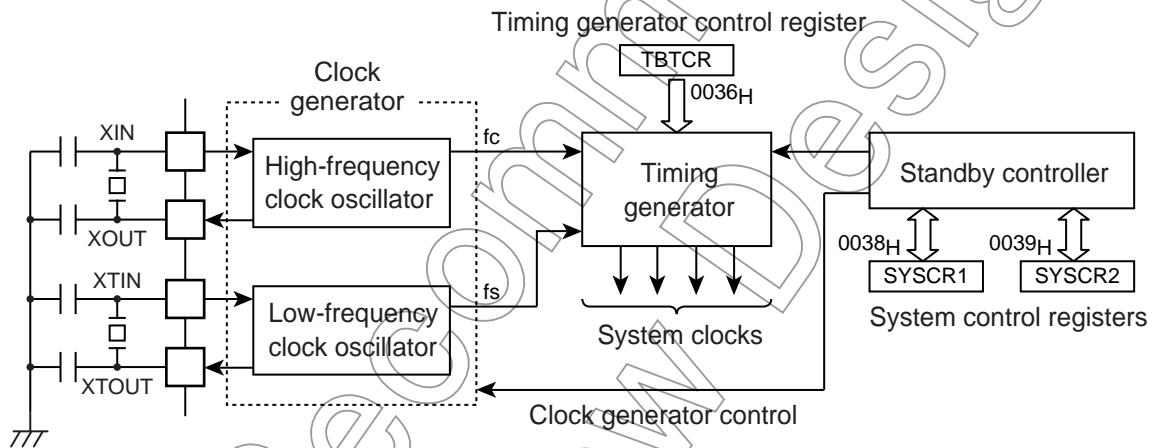 Timing generator control register
TBTCR
0036H
Clock
generator
XIN
High-frequency
clock oscillator
fc
XOUT
Timing
generator
Standby controller
0038H
0039H
SYSCR1
SYSCR2
System control registers
XTIN
Low-frequency
clock oscillator
fs
System clocks
XTOUT
Clock generator control